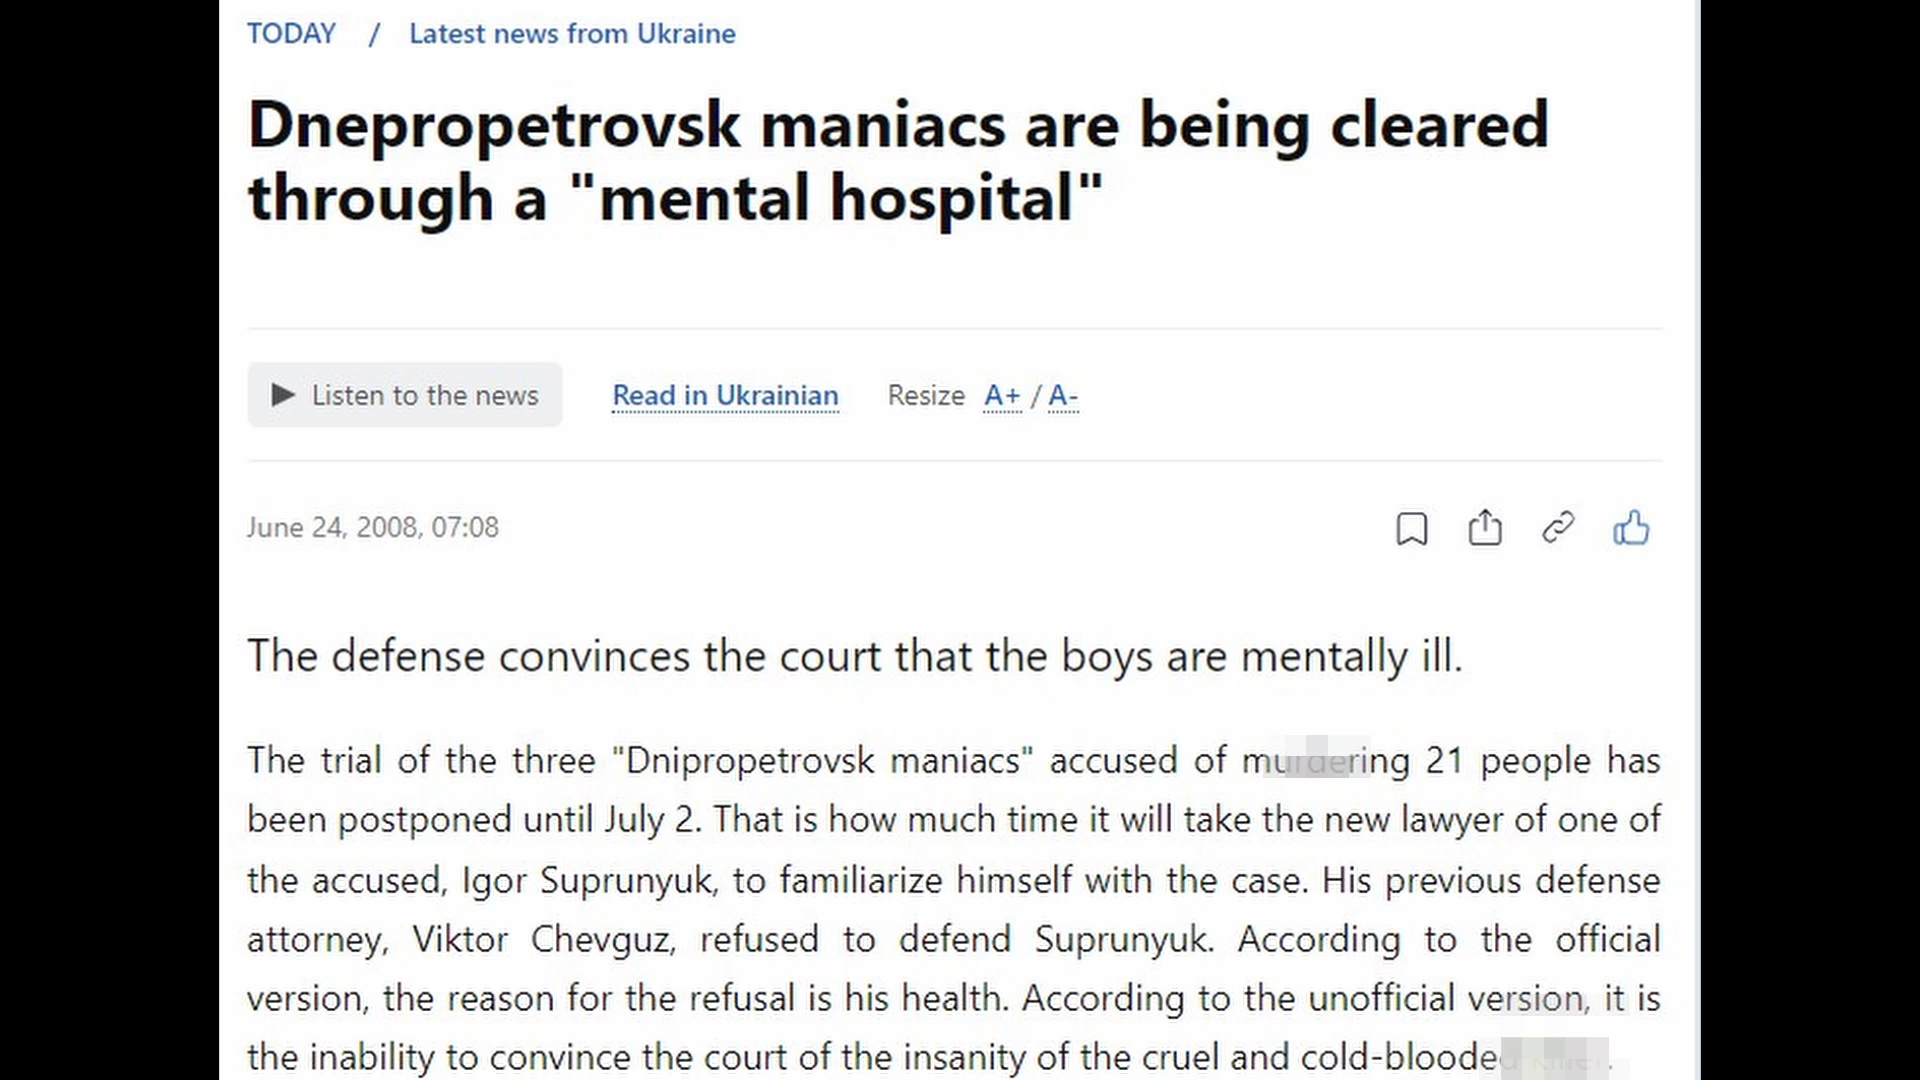 TODAY / Latest news from Ukraine
Dnepropetrovsk maniacs are being cleared
through a "mental hospital"
Listen to the news Read in Ukrainian Resize A+ / A-
June 24, 2008, 07:08
The defense convinces the court that the boys are mentally ill.
The trial of the three "Dnipropetrovsk maniacs" accused of murdering 21 people has
been postponed until July 2. That is how much time it will take the new lawyer of one of
the accused, Igor Suprunyuk, to familiarize himself with the case. His previous defense
attorney, Viktor Chevguz, refused to defend Suprunyuk. According to the official
version, the reason for the refusal is his health. According to the unofficial version, it is
the inability to convince the court of the insanity of the cruel and cold-blooded